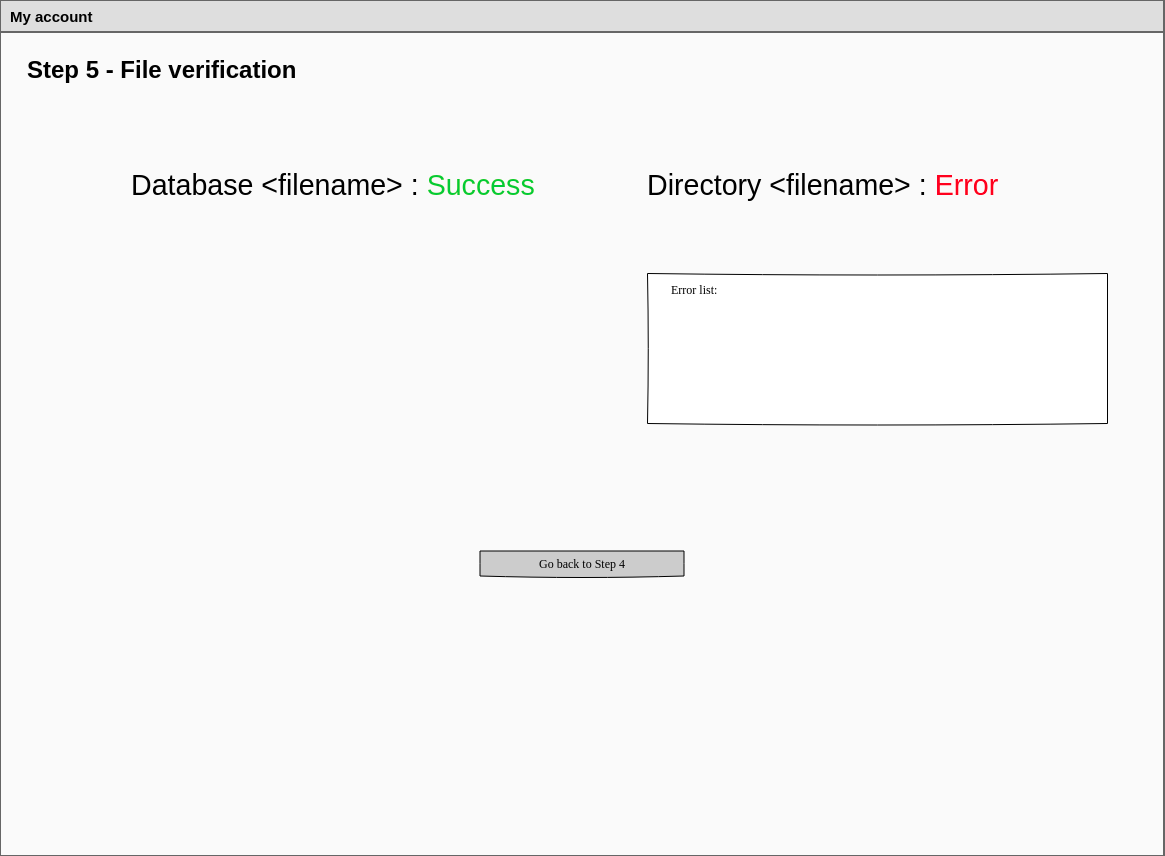 My account
Step 5 - File verification
Database <filename> : Success
Directory <filename> : Error
Error list:
Go back to Step 4